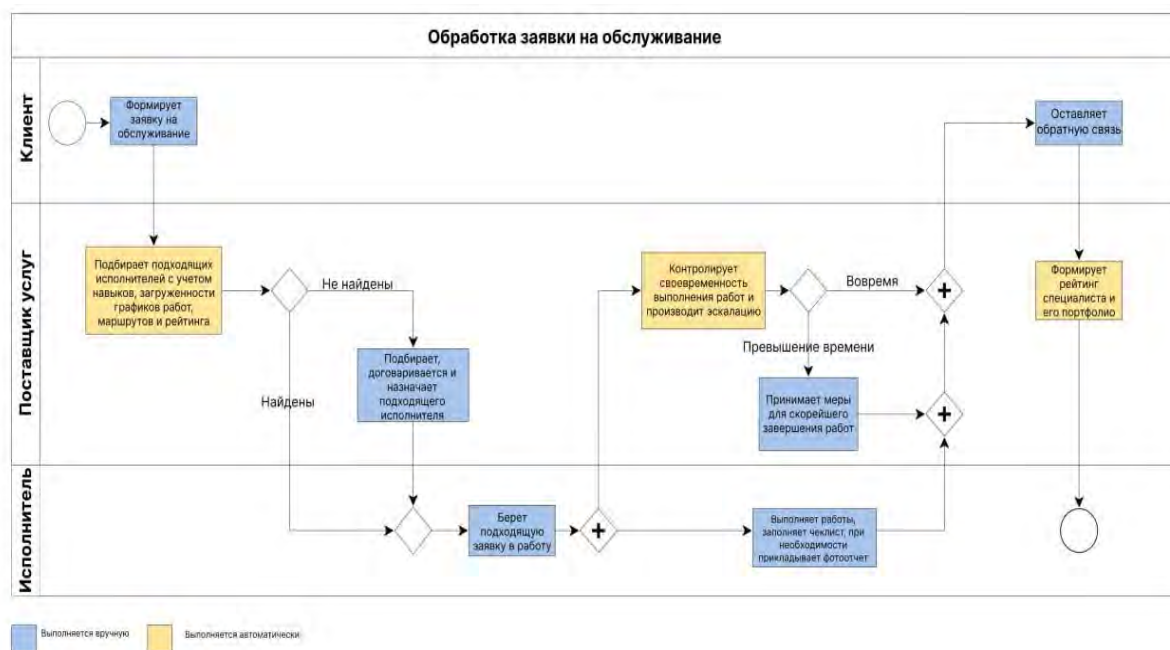 Обработка заявки на обслуживание
Клиент
Формирует
заявку на
обслуживание
Оставляет
обратную связь
Поставщик услуг
Подбирает подходящих
исполнителей с учетом
навыков, загруженности
графиков работ,
маршрутов и рейтинга
Не найдены
Найдены
Подбирает,
договаривается и
назначает
подходящего
исполнителя
Контролирует
своевременность
выполнения работ и
производит эскалацию
Вовремя
Превышение времени
Принимает меры
для скорейшего
завершения работ
Формирует
рейтинг
специалиста и
его портфолио
Исполнитель
Берет
подходящую
заявку в работу
Выполняет работы,
заполняет чеклист, при
необходимости
прикладывает фотоотчет
Выполняется вручную
Выполняется автоматически